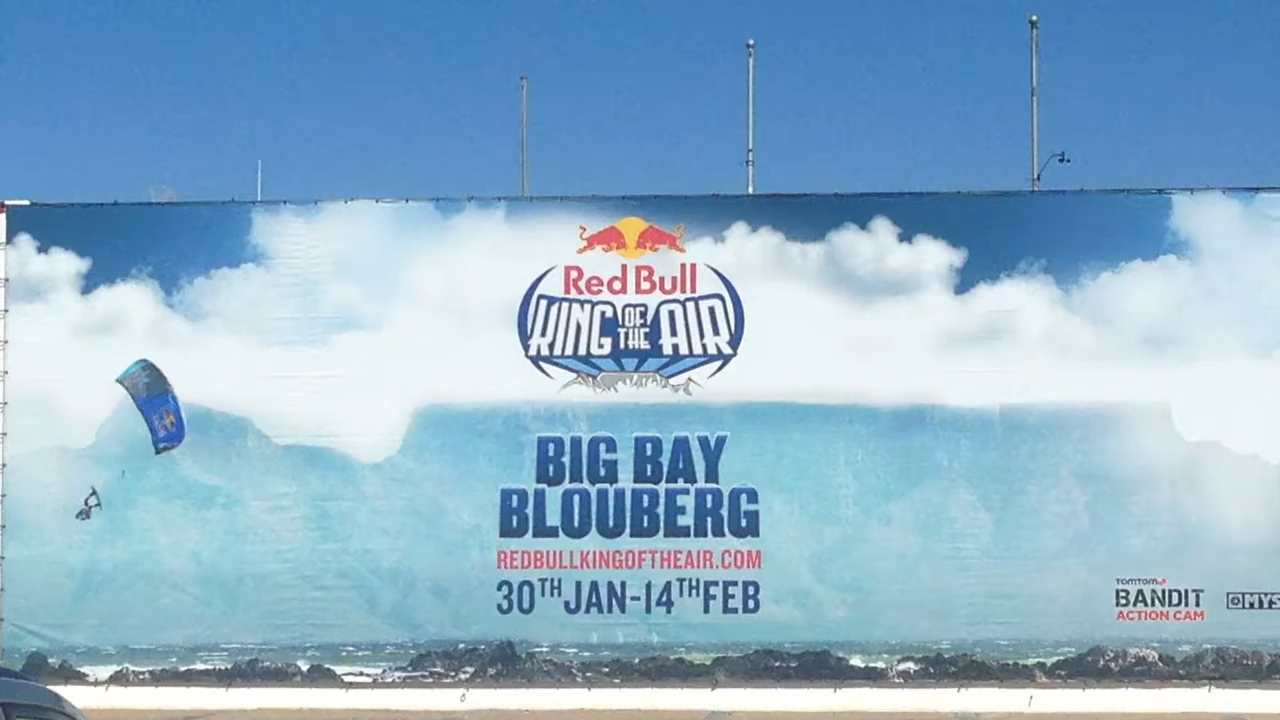 Red Bull
KING OF THE AIR
BIG BAY
BLOUBERG
REDBULLKINGOFTHEAIR.COM
30TH JAN-14TH FEB
TOMTOM
BANDIT
ACTION CAM